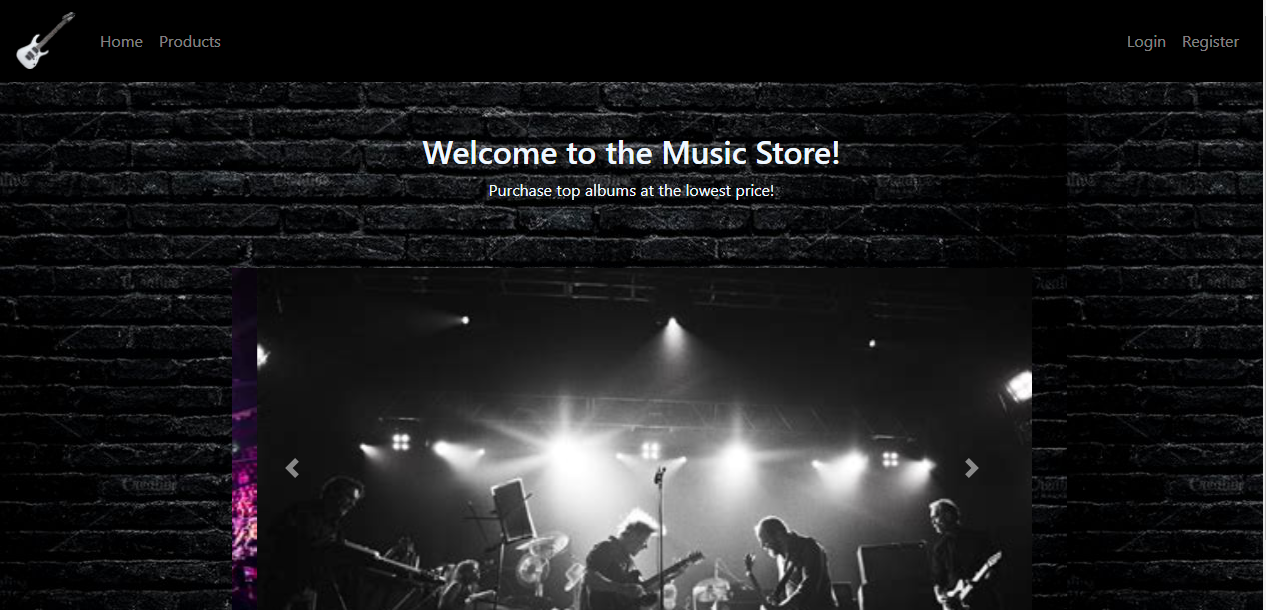 Home Products
Login Register
Welcome to the Music Store!
Purchase top albums at the lowest price!